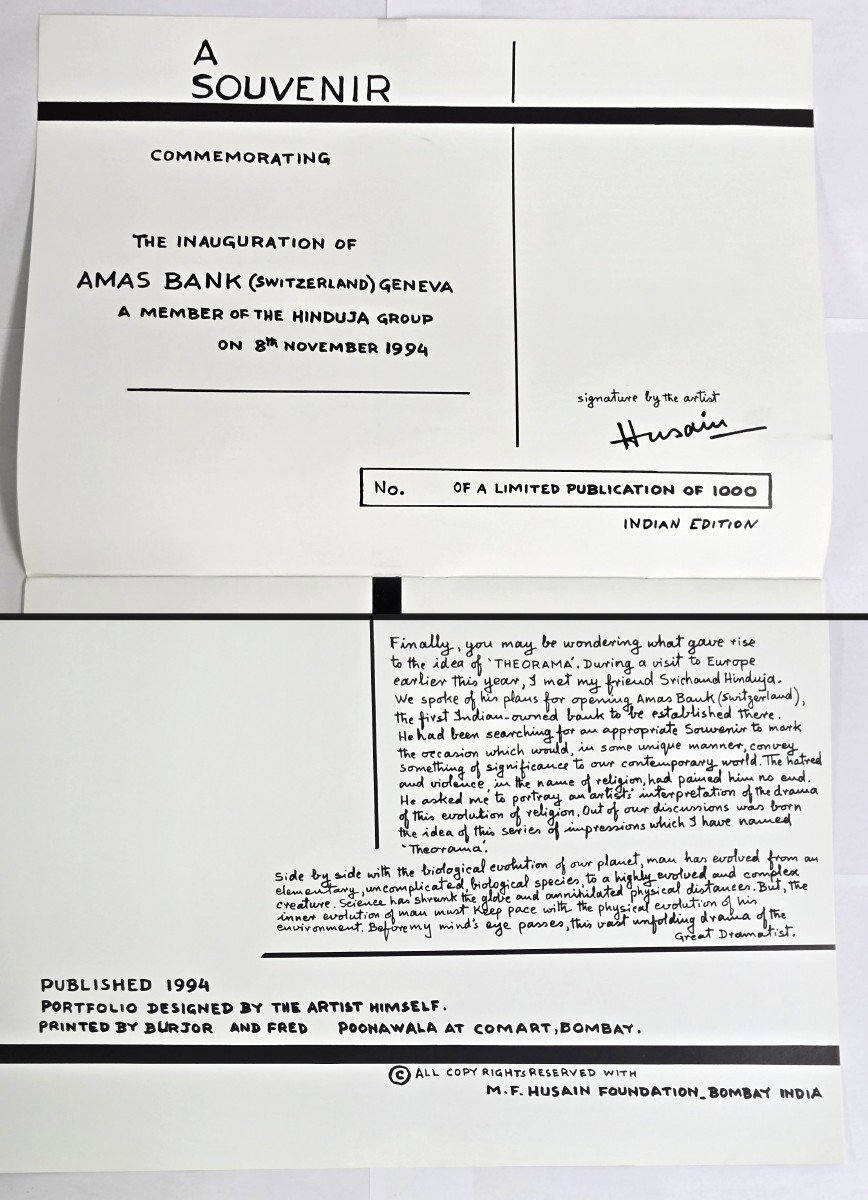 A
SOUVENIR
COMMEMORATING
THE INAUGURATION OF
AMAS BANK (SWITZERLAND) GENEVA
A MEMBER OF THE HINDUJA GROUP
ON 8th NOVEMBER 1994
signature by the artist
Husain
No. OF A LIMITED PUBLICATION OF 1000
INDIAN EDITION
Finally, you may be wondering what gave rise
to the idea of 'THEORAMA'. During a visit to Europe
earlier this year, I met my friend Srichand Hinduja.
We spoke of his plans for opening Amas Bank (Switzerland),
the first Indian-owned bank to be established there.
He had been searching for an appropriate Souvenir to mark
the occasion which would, in some unique manner, convey
something of significance to our contemporary world. The hatred
and violence, in the name of religion, had pained him no end.
He asked me to portray an artists' interpretation of the drama
of this evolution of religion. Out of our discussions was born
the idea of this series of impressions which I have named
'Theorama'.
Side by side with the biological evolution of our planet, man has evolved from an
elementary, uncomplicated, biological species, to a highly evolved and complex
creature. Science has shrunk the globe and annihilated physical distances. But, the
inner evolution of man must keep pace with the physical evolution of his
environment. Before my mind's eye passes, this vast unfolding drama of the
Great Dramatist.
PUBLISHED 1994
PORTFOLIO DESIGNED BY THE ARTIST HIMSELF.
PRINTED BY BURJOR AND FRED POONAWALA AT COMART, BOMBAY.
© ALL COPY RIGHTS RESERVED WITH
M.F. HUSAIN FOUNDATION_BOMBAY INDIA